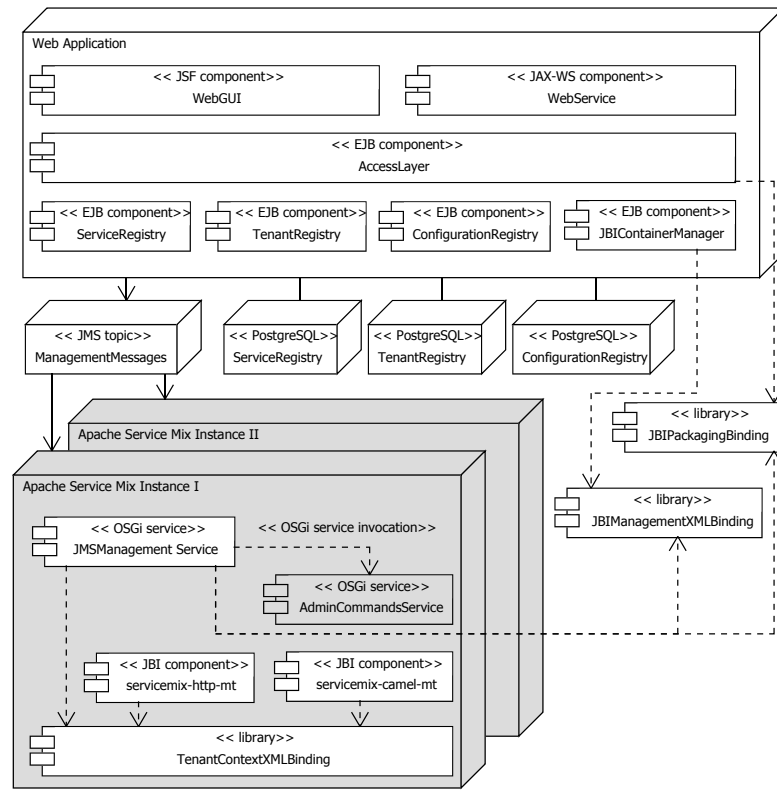 Web Application
<< JSF component>>
WebGUI
<< JAX-WS component>>
WebService
<< EJB component>>
AccessLayer
<< EJB component>>
ServiceRegistry
<< EJB component>>
TenantRegistry
<< EJB component>>
ConfigurationRegistry
<< EJB component>>
JBIContainerManager
<< JMS topic>>
ManagementMessages
<< PostgreSQL>>
ServiceRegistry
<< PostgreSQL>>
TenantRegistry
<< PostgreSQL>>
ConfigurationRegistry
<< library>>
JBIPackagingBinding
Apache Service Mix Instance II
Apache Service Mix Instance I
<< library>>
JBIManagementXMLBinding
<< OSGi service>>
JMSManagement Service
<< OSGi service invocation>>
<< OSGi service>>
AdminCommandsService
<< JBI component>>
servicemix-http-mt
<< JBI component>>
servicemix-camel-mt
<< library>>
TenantContextXMLBinding